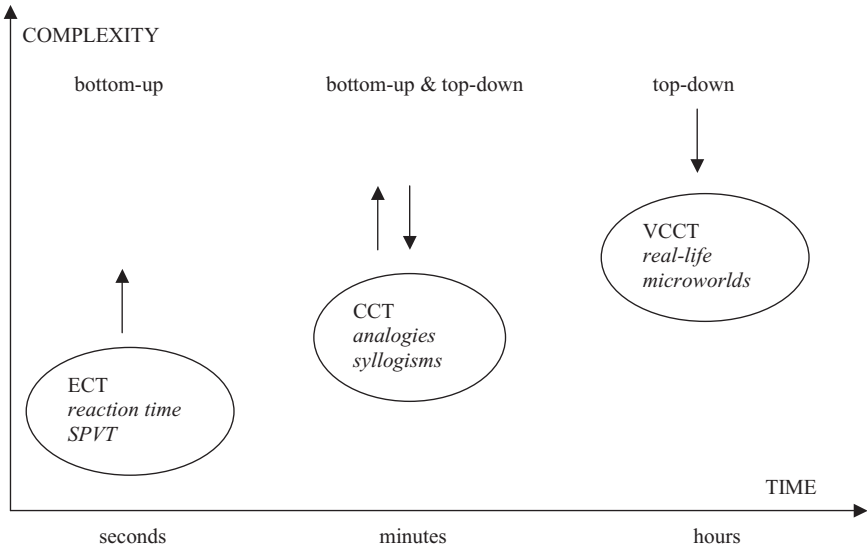 COMPLEXITY
bottom-up
bottom-up & top-down
top-down
VCCT
real-life
microworlds
CCT
analogies
syllogisms
ECT
reaction time
SPVT
TIME
seconds
minutes
hours